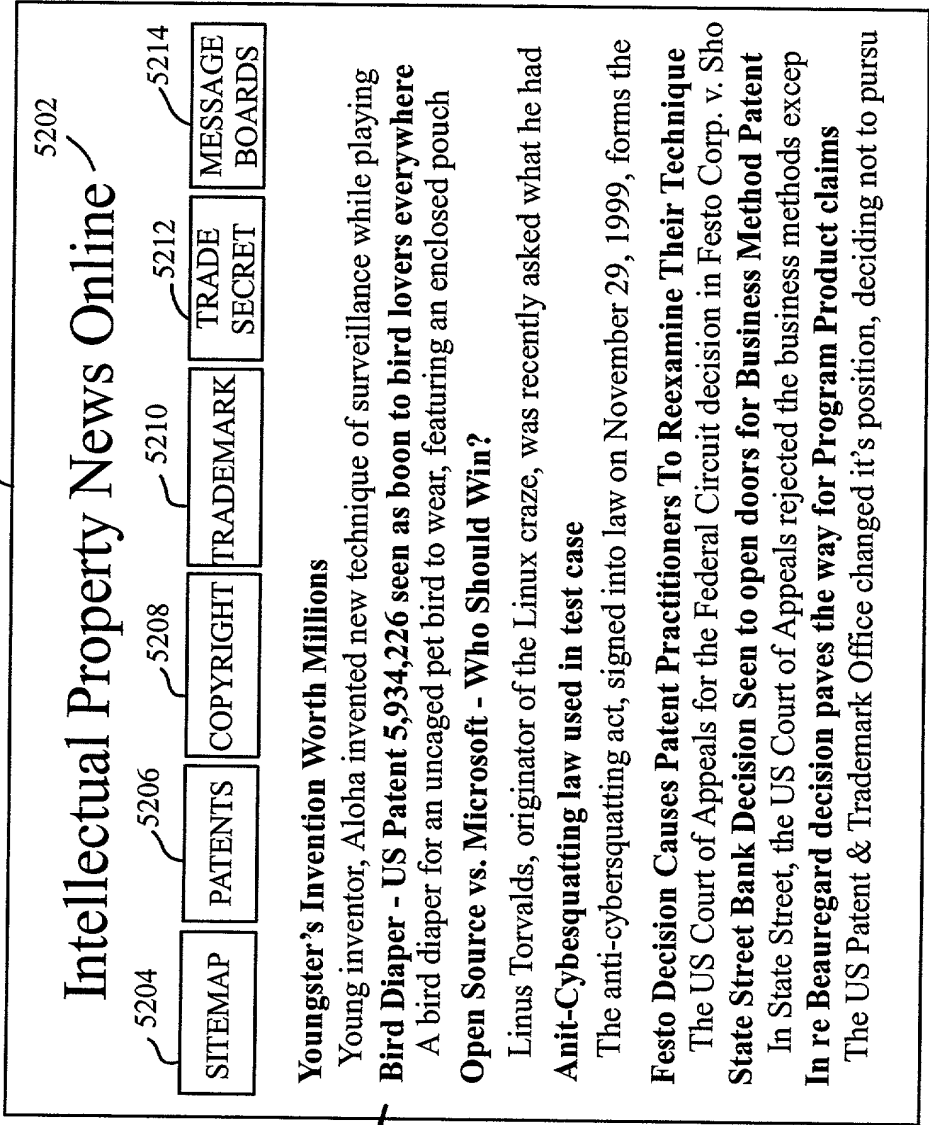 Intellectual Property News Online
5202
5204
5206
5208
5210
5212
5214
SITEMAP
PATENTS
COPYRIGHT
TRADEMARK
TRADE
SECRET
MESSAGE
BOARDS
Youngster's Invention Worth Millions
Young inventor, Aloha invented new technique of surveillance while playing
Bird Diaper - US Patent 5,934,226 seen as boon to bird lovers everywhere
A bird diaper for an uncaged pet bird to wear, featuring an enclosed pouch
Open Source vs. Microsoft - Who Should Win?
Linus Torvalds, originator of the Linux craze, was recently asked what he had
Anit-Cybesquatting law used in test case
The anti-cybersquatting act, signed into law on November 29, 1999, forms the
Festo Decision Causes Patent Practitioners To Reexamine Their Technique
The US Court of Appeals for the Federal Circuit decision in Festo Corp. v. Sho
State Street Bank Decision Seen to open doors for Business Method Patent
In State Street, the US Court of Appeals rejected the business methods excep
In re Beauregard decision paves the way for Program Product claims
The US Patent & Trademark Office changed it's position, deciding not to pursu